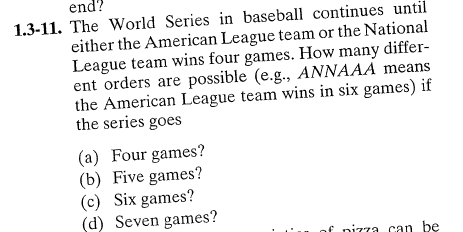 end?
1.3-11. The World Series in baseball continues until
either the American League team or the National
League team wins four games. How many differ-
ent orders are possible (e.g., ANNAAA means
the American League team wins in six games) if
the series goes
(a) Four games?
(b) Five games?
(c) Six games?
(d) Seven games?
of pizza can be